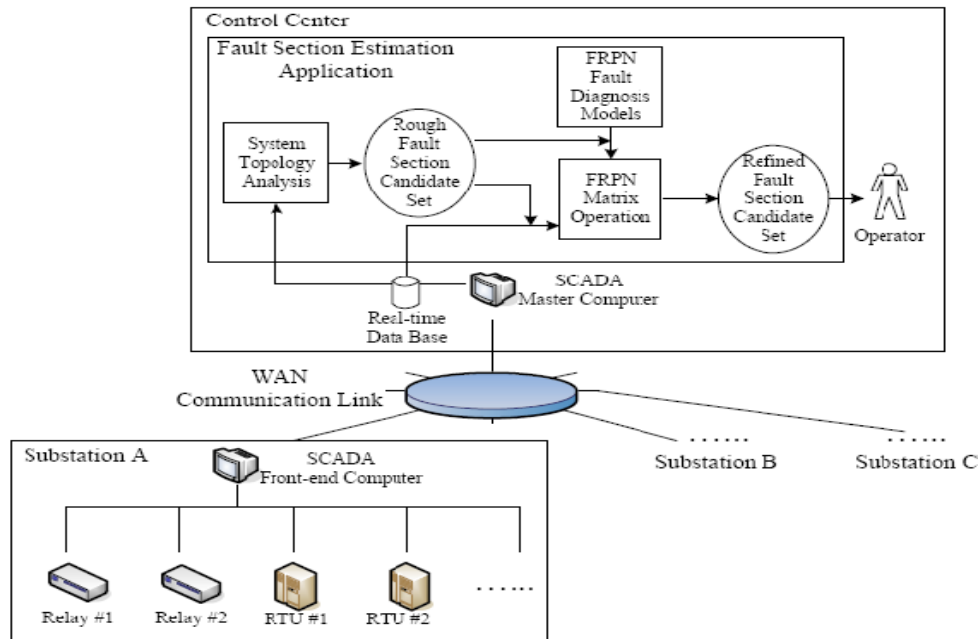 Control Center
Fault Section Estimation
Application
FRPN
Fault
Diagnosis
Models
System
Topology
Analysis
Rough
Fault
Section
Candidate
Set
FRPN
Matrix
Operation
Refined
Fault
Section
Candidate
Set
Operator
SCADA
Master Computer
Real-time
Data Base
WAN
Communication Link
Substation A
SCADA
Front-end Computer
Relay #1
Relay #2
RTU #1
RTU #2
......
......
Substation B
......
Substation C